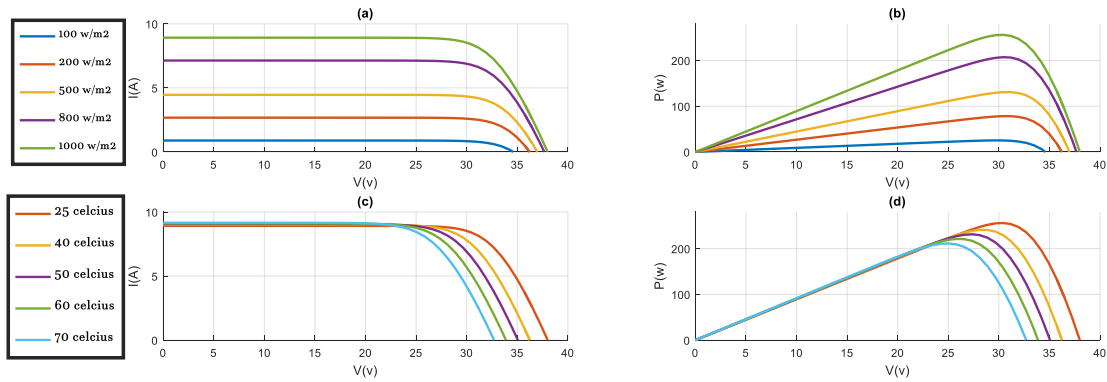 (a)
(b)
100 w/m2
200 w/m2
500 w/m2
800 w/m2
1000 w/m2
I(A)
10
5
0
0 5 10 15 20 25 30 35 40
V(v)
P(w)
200
100
0
0 5 10 15 20 25 30 35 40
V(v)
(c)
(d)
25 celcius
40 celcius
50 celcius
60 celcius
70 celcius
I(A)
10
5
0
0 5 10 15 20 25 30 35 40
V(v)
P(w)
200
100
0
0 5 10 15 20 25 30 35 40
V(v)